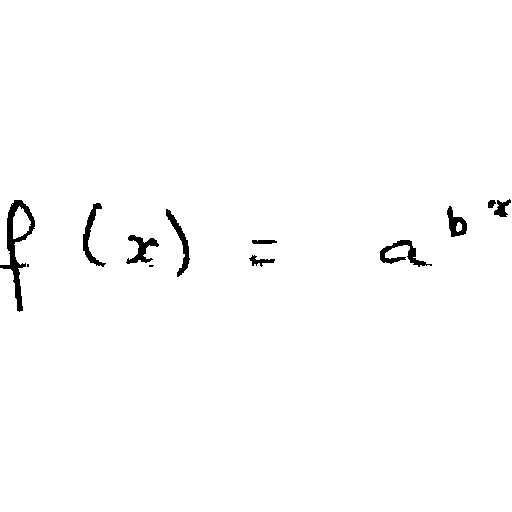 f(x) = a^{b^x}